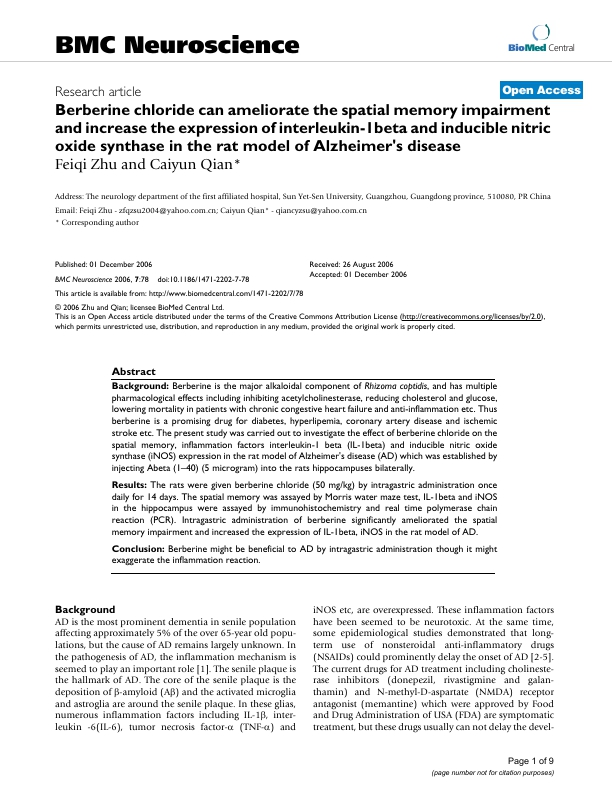 BMC Neuroscience
BioMed Central
Research article
Open Access
Berberine chloride can ameliorate the spatial memory impairment
and increase the expression of interleukin-1beta and inducible nitric
oxide synthase in the rat model of Alzheimer's disease
Feiqi Zhu and Caiyun Qian*
Address: The neurology department of the first affiliated hospital, Sun Yet-Sen University, Guangzhou, Guangdong province, 510080, PR China
Email: Feiqi Zhu - zfqzsu2004@yahoo.com.cn; Caiyun Qian* - qiancyzsu@yahoo.com.cn
* Corresponding author
Published: 01 December 2006
BMC Neuroscience 2006, 7:78 doi:10.1186/1471-2202-7-78
Received: 26 August 2006
Accepted: 01 December 2006
This article is available from: http://www.biomedcentral.com/1471-2202/7/78
© 2006 Zhu and Qian; licensee BioMed Central Ltd.
This is an Open Access article distributed under the terms of the Creative Commons Attribution License (http://creativecommons.org/licenses/by/2.0),
which permits unrestricted use, distribution, and reproduction in any medium, provided the original work is properly cited.
Abstract
Background: Berberine is the major alkaloidal component of Rhizoma coptidis, and has multiple
pharmacological effects including inhibiting acetylcholinesterase, reducing cholesterol and glucose,
lowering mortality in patients with chronic congestive heart failure and anti-inflammation etc. Thus
berberine is a promising drug for diabetes, hyperlipemia, coronary artery disease and ischemic
stroke etc. The present study was carried out to investigate the effect of berberine chloride on the
spatial memory, inflammation factors interleukin-1 beta (IL-1beta) and inducible nitric oxide
synthase (iNOS) expression in the rat model of Alzheimer's disease (AD) which was established by
injecting Abeta (1–40) (5 microgram) into the rats hippocampuses bilaterally.
Results: The rats were given berberine chloride (50 mg/kg) by intragastric administration once
daily for 14 days. The spatial memory was assayed by Morris water maze test, IL-1beta and iNOS
in the hippocampus were assayed by immunohistochemistry and real time polymerase chain
reaction (PCR). Intragastric administration of berberine significantly ameliorated the spatial
memory impairment and increased the expression of IL-1beta, iNOS in the rat model of AD.
Conclusion: Berberine might be beneficial to AD by intragastric administration though it might
exaggerate the inflammation reaction.
Background
AD is the most prominent dementia in senile population
affecting approximately 5% of the over 65-year old popu-
lations, but the cause of AD remains largely unknown. In
the pathogenesis of AD, the inflammation mechanism is
seemed to play an important role [1]. The senile plaque is
the hallmark of AD. The core of the senile plaque is the
deposition of β-amyloid (Aβ) and the activated microglia
and astroglia are around the senile plaque. In these glias,
numerous inflammation factors including IL-1β, inter-
leukin -6(IL-6), tumor necrosis factor-α (TNF-α) and
iNOS etc, are overexpressed. These inflammation factors
have been seemed to be neurotoxic. At the same time,
some epidemiological studies demonstrated that long-
term use of nonsteroidal anti-inflammatory drugs
(NSAIDs) could prominently delay the onset of AD [2-5].
The current drugs for AD treatment including cholineste-
rase inhibitors (donepezil, rivastigmine and galan-
thamin) and N-methyl-D-aspartate (NMDA) receptor
antagonist (memantine) which were approved by Food
and Drug Administration of USA (FDA) are symptomatic
treatment, but these drugs usually can not delay the devel-
Page 1 of 9
(page number not for citation purposes)